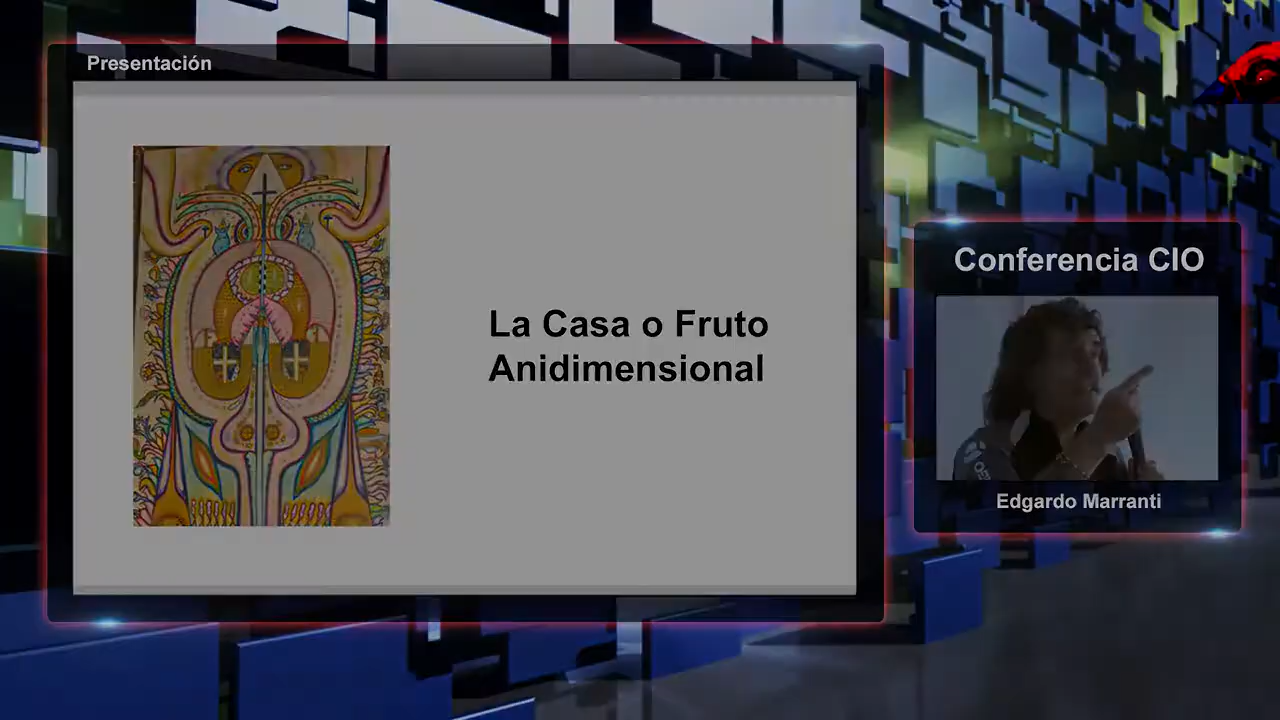 Presentación
La Casa o Fruto
Anidimensional
Conferencia CIO
Edgardo Marranti